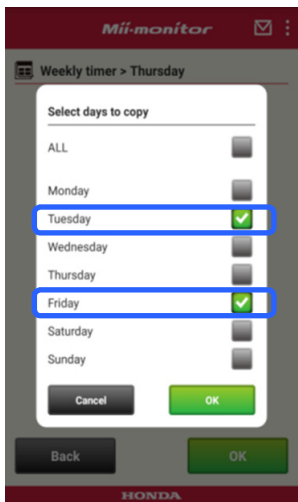 Mii-monitor
Weekly timer > Thursday
Select days to copy
ALL
Monday
Tuesday
Wednesday
Thursday
Friday
Saturday
Sunday
Cancel OK
Back OK
HONDA